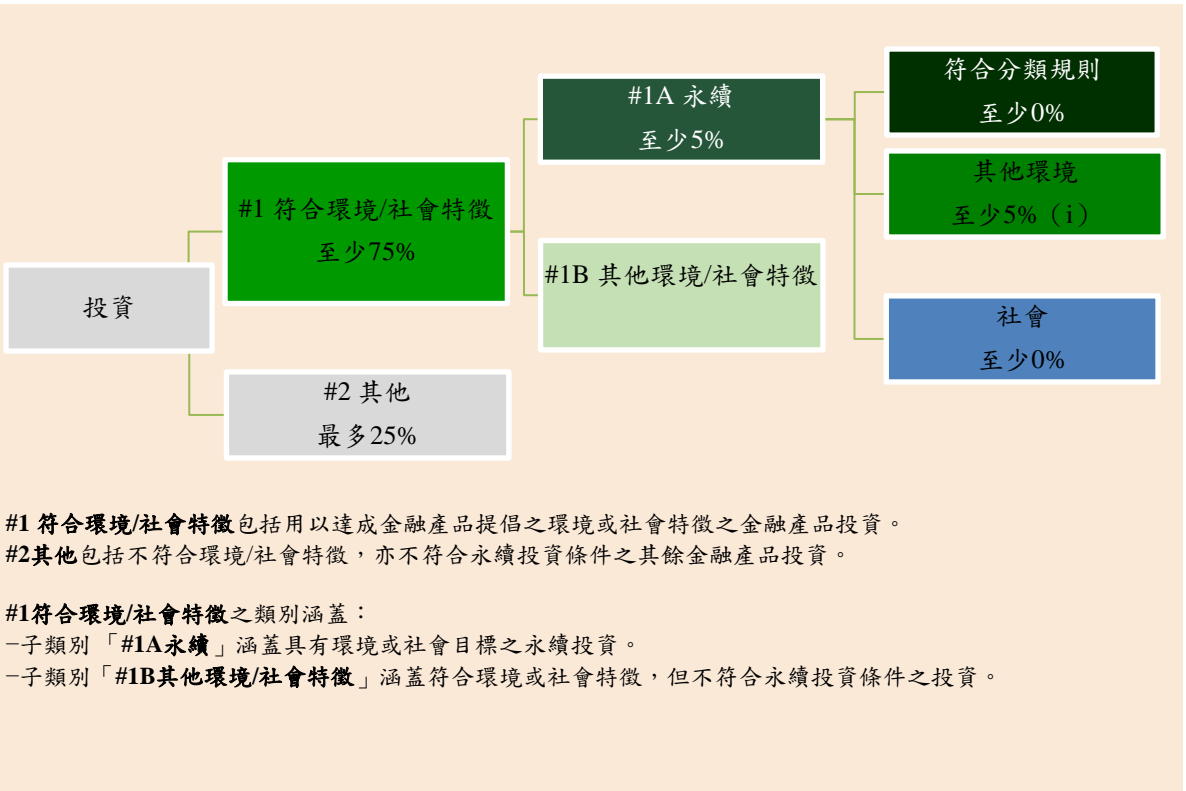 投資
#1 符合環境/社會特徵
至少75%
#2 其他
最多25%
#1A 永續
至少5%
#1B 其他環境/社會特徵
符合分類規則
至少0%
其他環境
至少5%（i）
社會
至少0%
#1 符合環境/社會特徵包括用以達成金融產品提倡之環境或社會特徵之金融產品投資。
#2其他包括不符合環境/社會特徵，亦不符合永續投資條件之其餘金融產品投資。
#1符合環境/社會特徵之類別涵蓋：
−子類別「#1A永續」涵蓋具有環境或社會目標之永續投資。
−子類別「#1B其他環境/社會特徵」涵蓋符合環境或社會特徵，但不符合永續投資條件之投資。